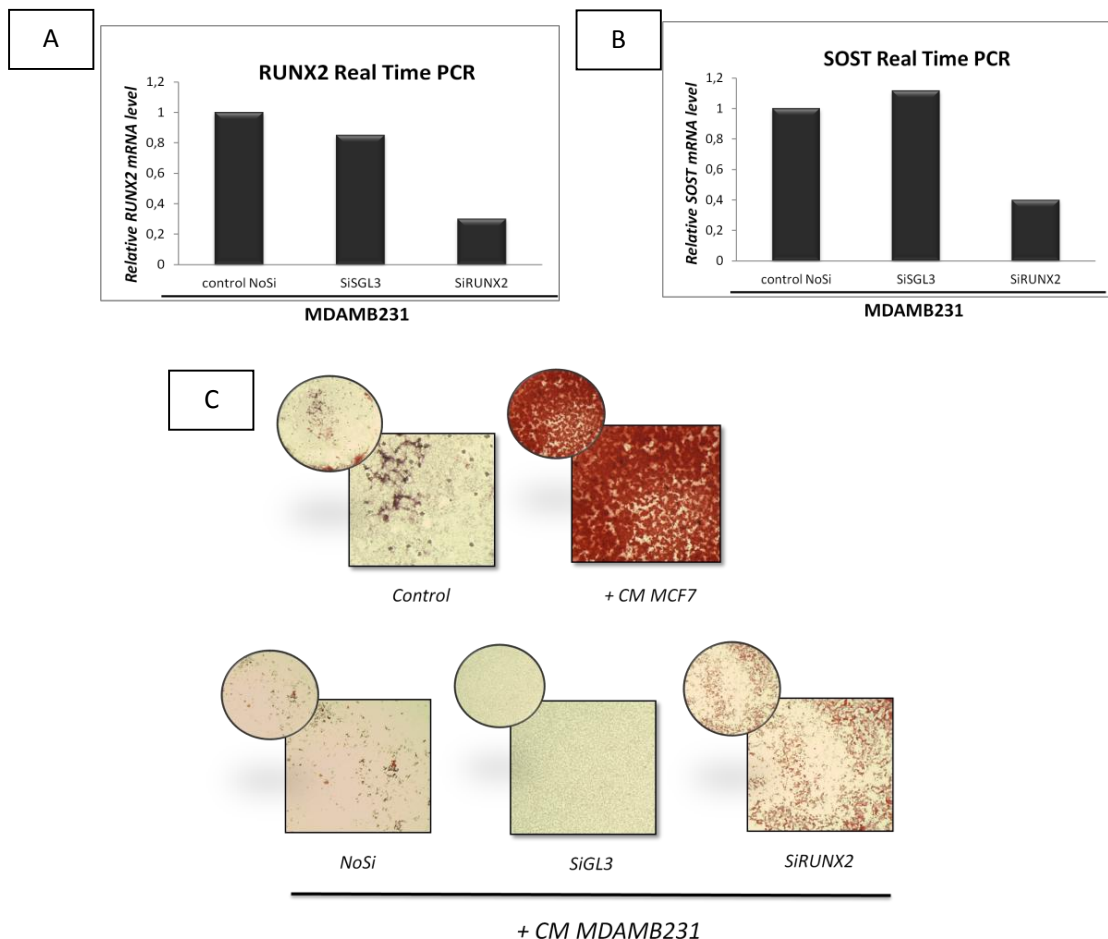 A
RUNX2 Real Time PCR
Relative RUNX2 mRNA level
1,2
1
0,8
0,6
0,4
0,2
0
control NoSi SiSGL3 SiRUNX2
MDAMB231
B
SOST Real Time PCR
Relative SOST mRNA level
1,2
1
0,8
0,6
0,4
0,2
0
control NoSi SiSGL3 SiRUNX2
MDAMB231
C
Control + CM MCF7
NoSi SiGL3 SiRUNX2
+ CM MDAMB231